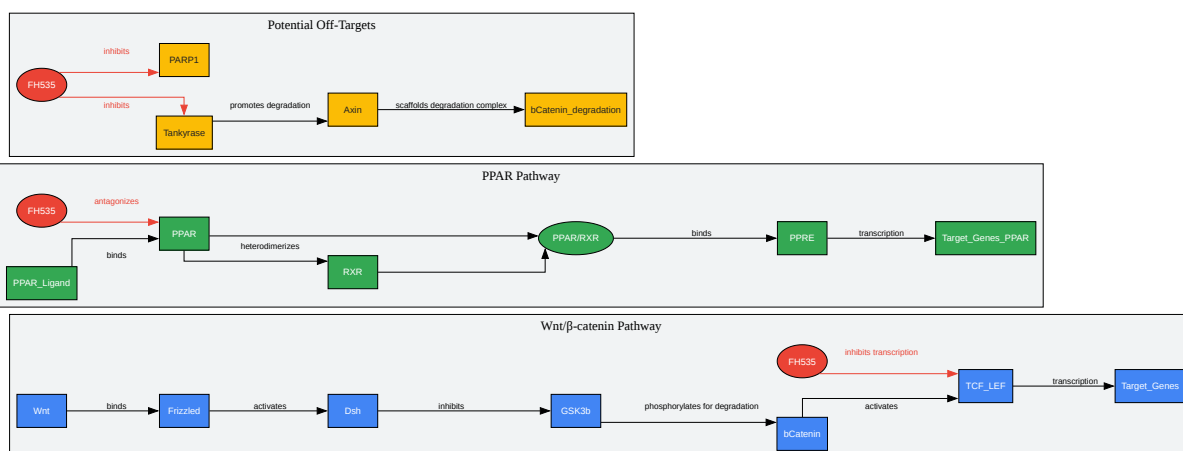 Potential Off-Targets
inhibits
PARP1
FH535
inhibits
promotes degradation
Axin
scaffolds degradation complex
bCatenin_degradation
Tankyrase
PPAR Pathway
FH535
antagonizes
PPAR
heterodimerizes
PPAR/RXR
binds
PPRE
transcription
Target_Genes_PPAR
binds
RXR
PPAR_Ligand
Wnt/β-catenin Pathway
FH535
inhibits transcription
TCF_LEF
transcription
Target_Genes
Wnt
binds
Frizzled
activates
Dsh
inhibits
GSK3b
phosphorylates for degradation
activates
bCatenin